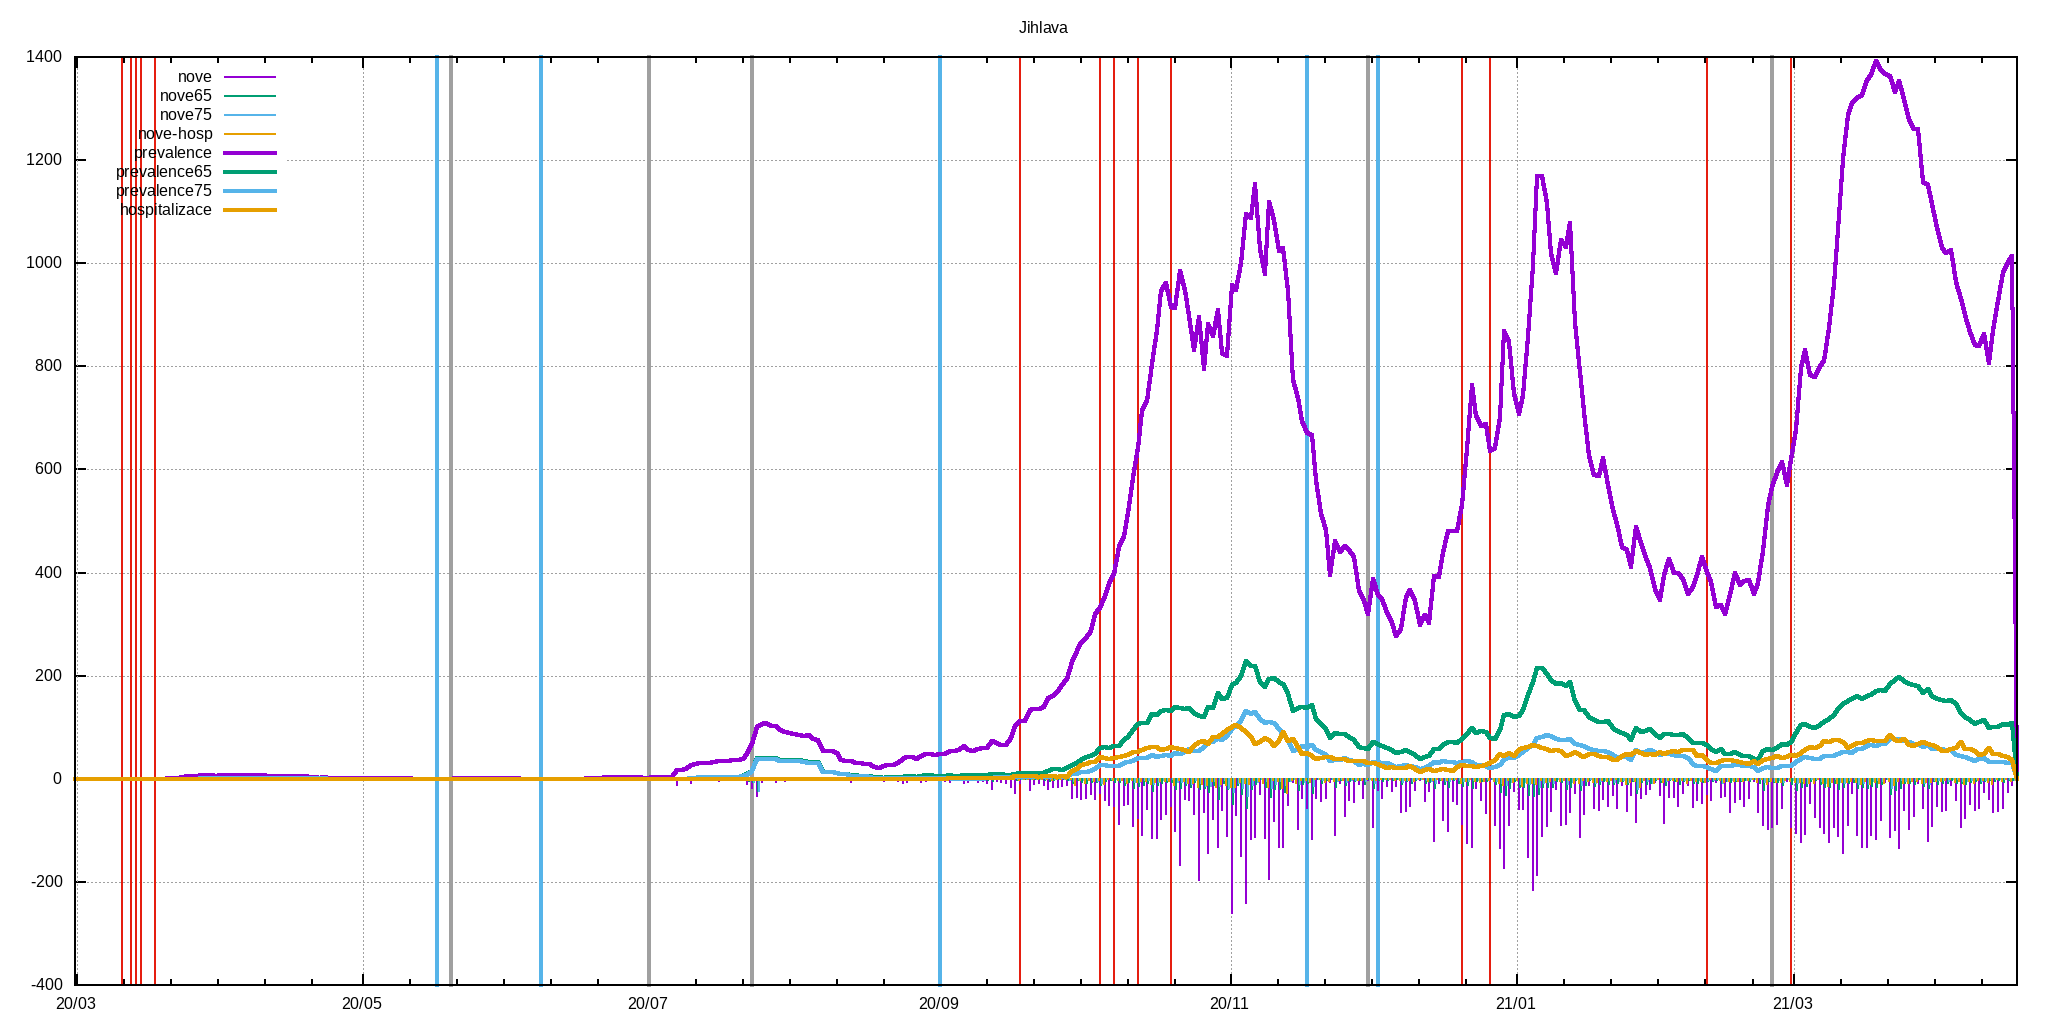 Jihlava
1400
1200
1000
800
600
400
200
0
-200
-400
nove
nove65
nove75
nove-hosp
prevalence
prevalence65
prevalence75
hospitalizace
20/03 20/05 20/07 20/09 20/11 21/01 21/03